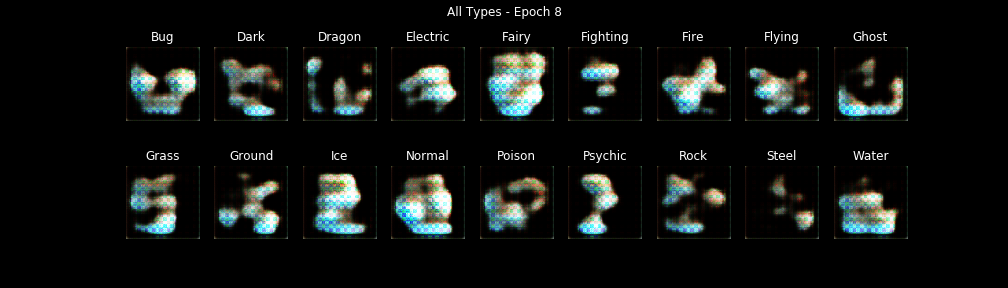 All Types - Epoch 8
Bug Dark Dragon Electric Fairy Fighting Fire Flying Ghost
Grass Ground Ice Normal Poison Psychic Rock Steel Water